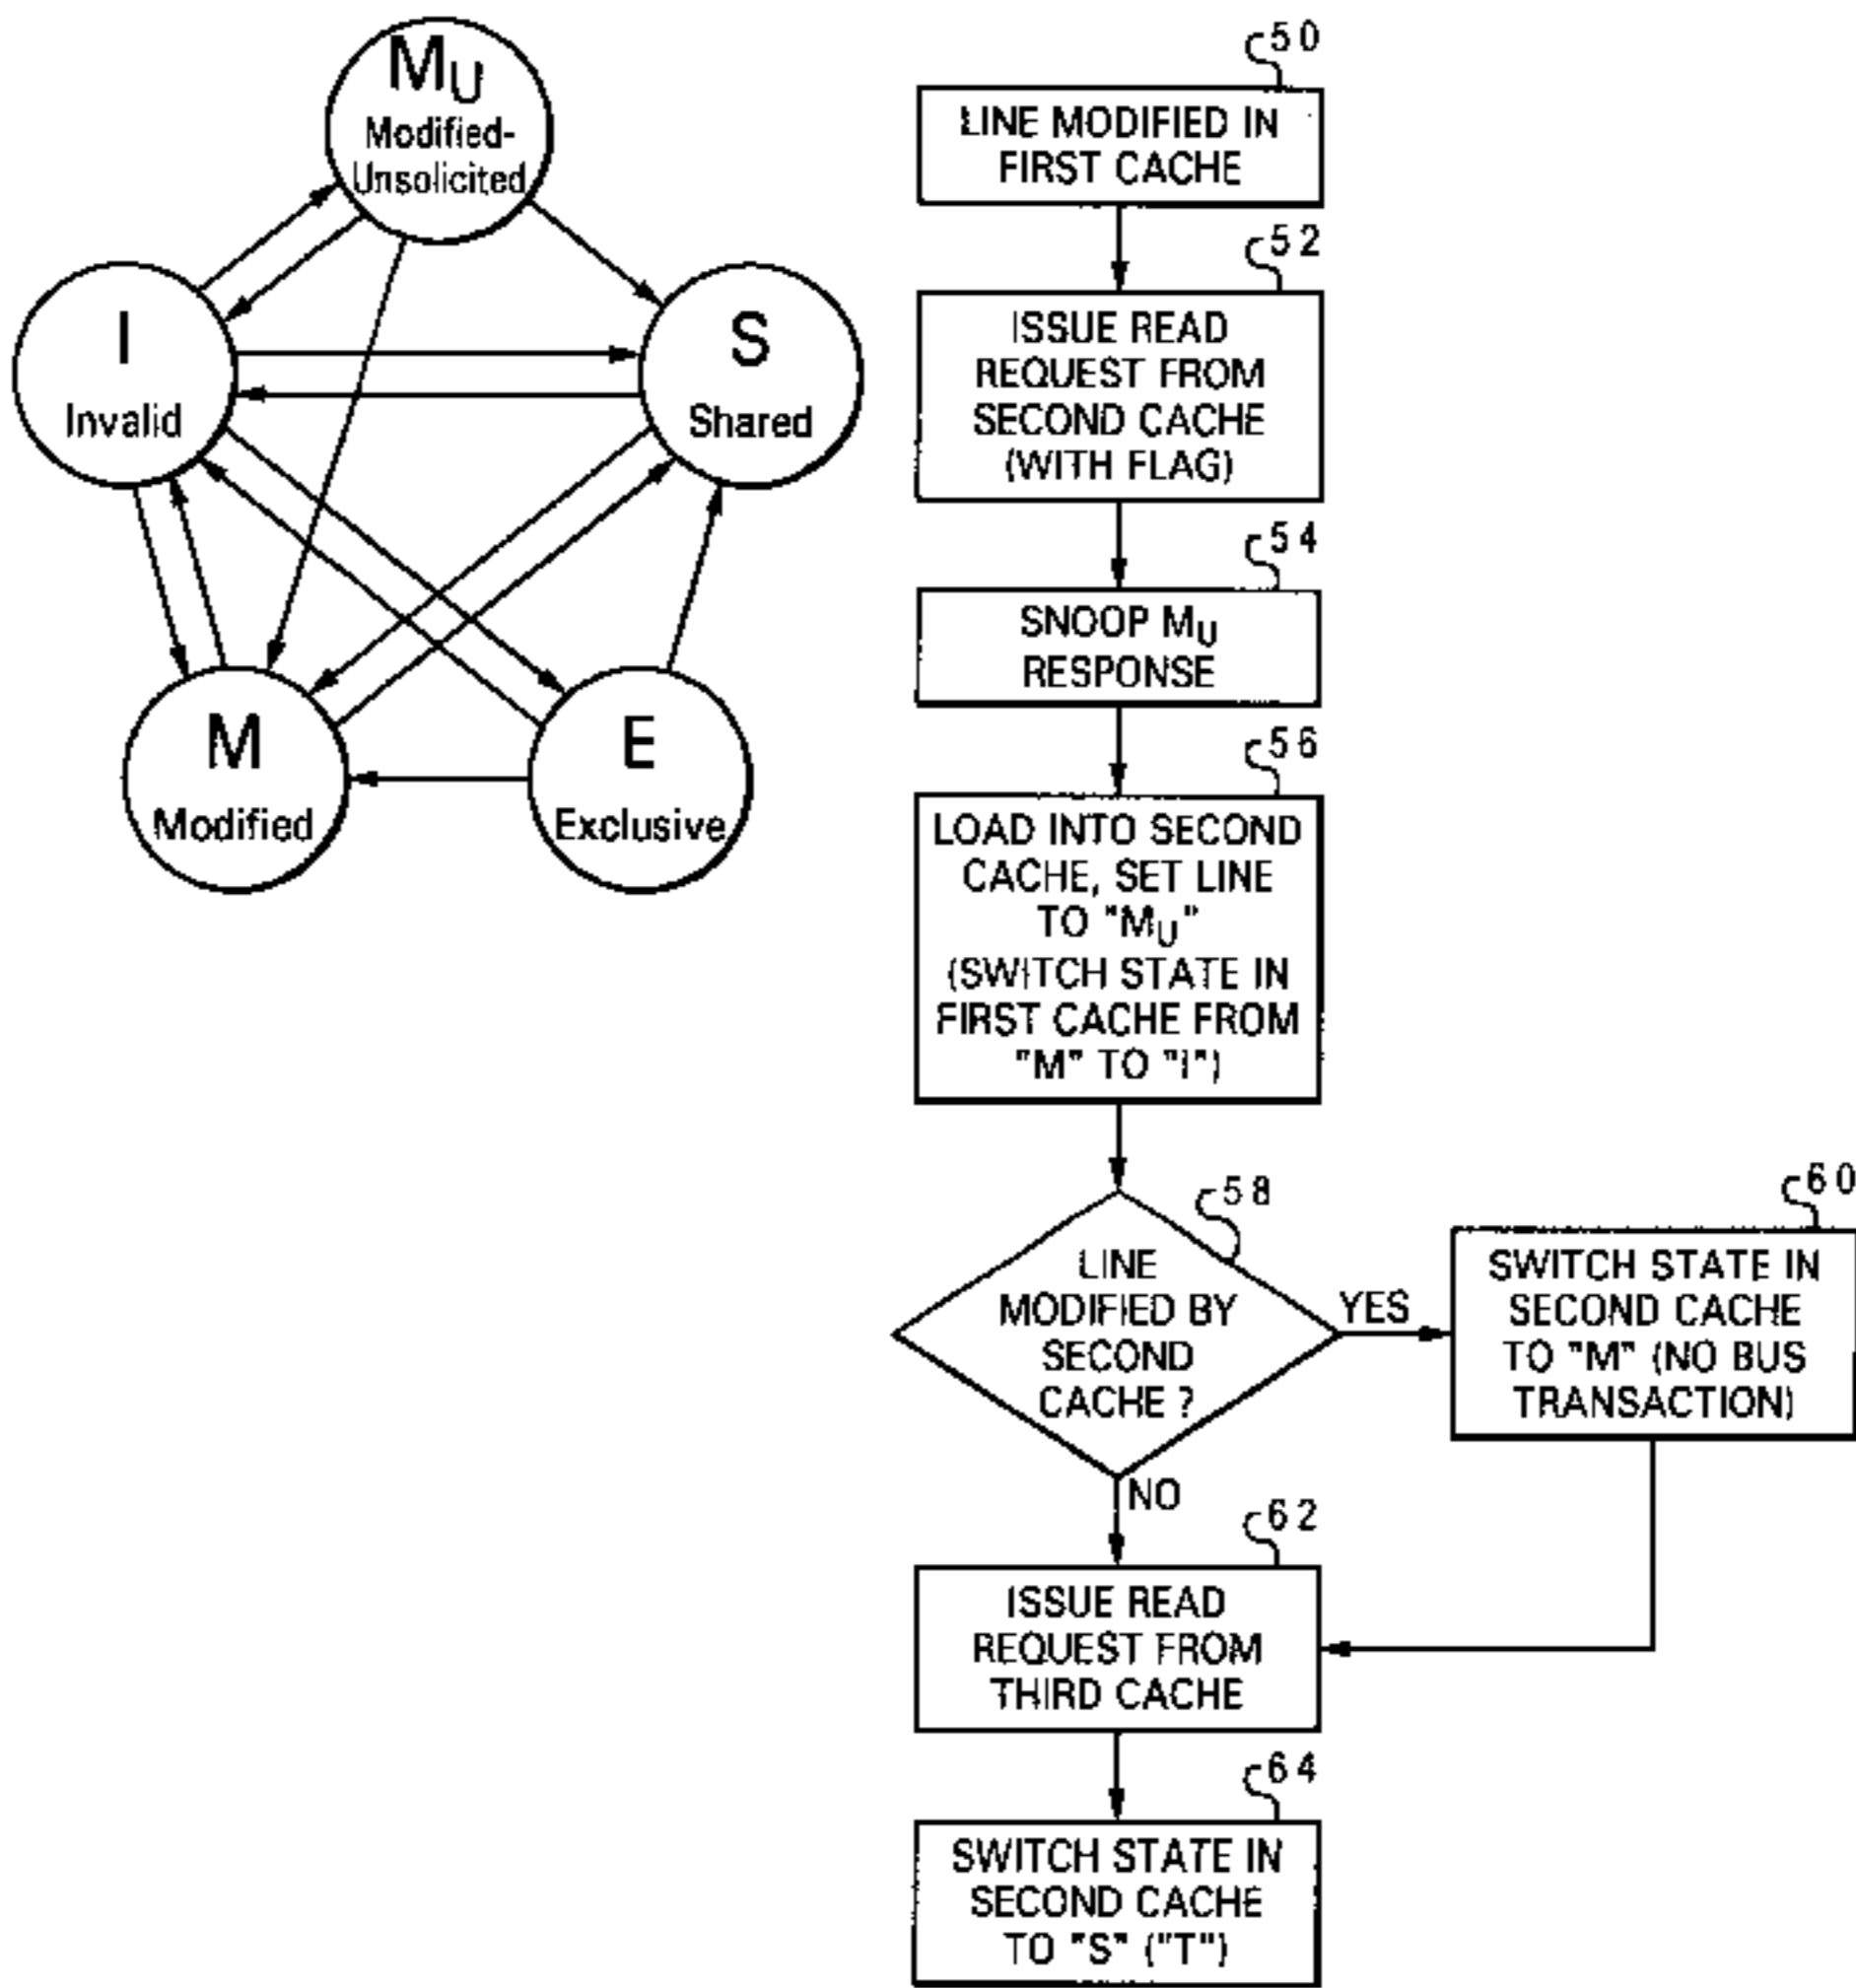 M_U
Modified-
Unsolicited
I
Invalid
S
Shared
M
Modified
E
Exclusive
50
LINE MODIFIED IN
FIRST CACHE
52
ISSUE READ
REQUEST FROM
SECOND CACHE
(WITH FLAG)
54
SNOOP M_U
RESPONSE
56
LOAD INTO SECOND
CACHE, SET LINE
TO "M_U"
(SWITCH STATE IN
FIRST CACHE FROM
"M" TO "I")
58
LINE
MODIFIED BY
SECOND
CACHE ?
YES
NO
60
SWITCH STATE IN
SECOND CACHE
TO "M" (NO BUS
TRANSACTION)
62
ISSUE READ
REQUEST FROM
THIRD CACHE
64
SWITCH STATE IN
SECOND CACHE
TO "S" ("T")